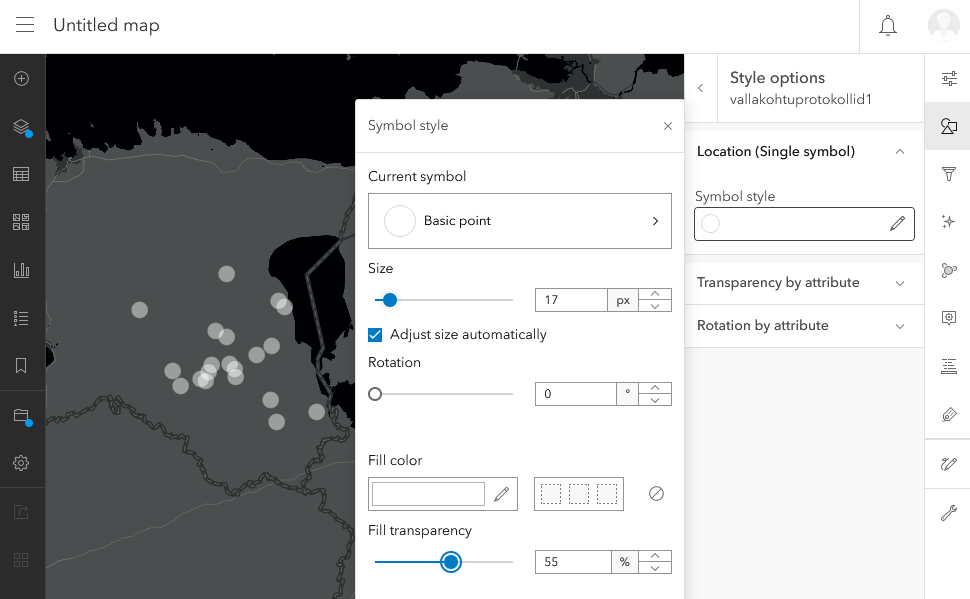 Untitled map
Style options
vallakohtuprotokollid1
Symbol style
Location (Single symbol)
Current symbol
Symbol style
Basic point
Size
17 px
Transparency by attribute
Adjust size automatically
Rotation by attribute
Rotation
0 °
Fill color
Fill transparency
55 %